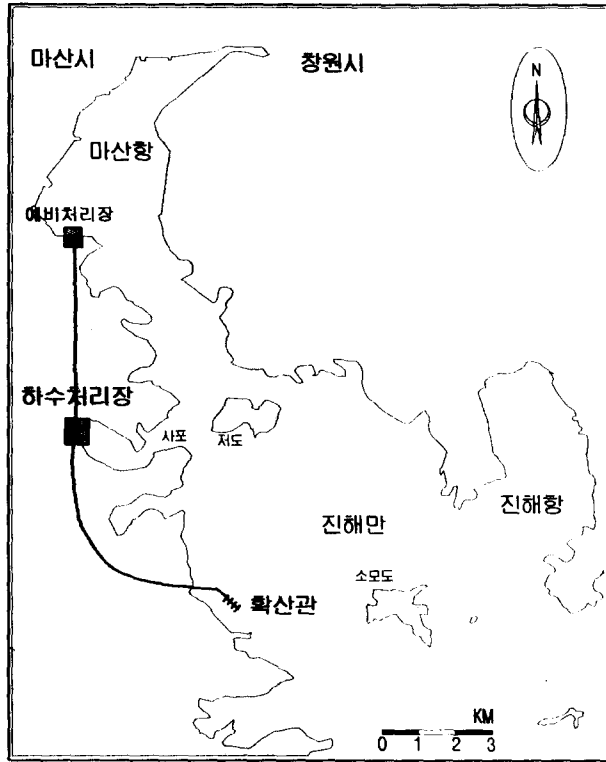 마산시
창원시
N
마산항
예비처리장
하수처리장
사포
저도
진해항
진해만
소모도
확산관
KM
0 1 2 3